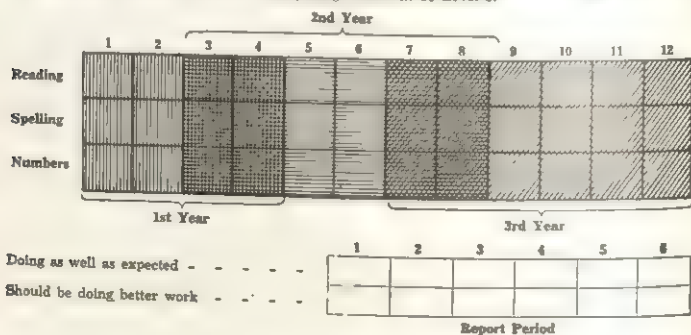 2nd Year
1 2 3 4 5 6 7 8 9 10 11 12
Reading
Spelling
Numbers
1st Year 3rd Year
1 2 3 4 5 6
Doing as well as expected - - - - -
Should be doing better work - - - - -
Report Period